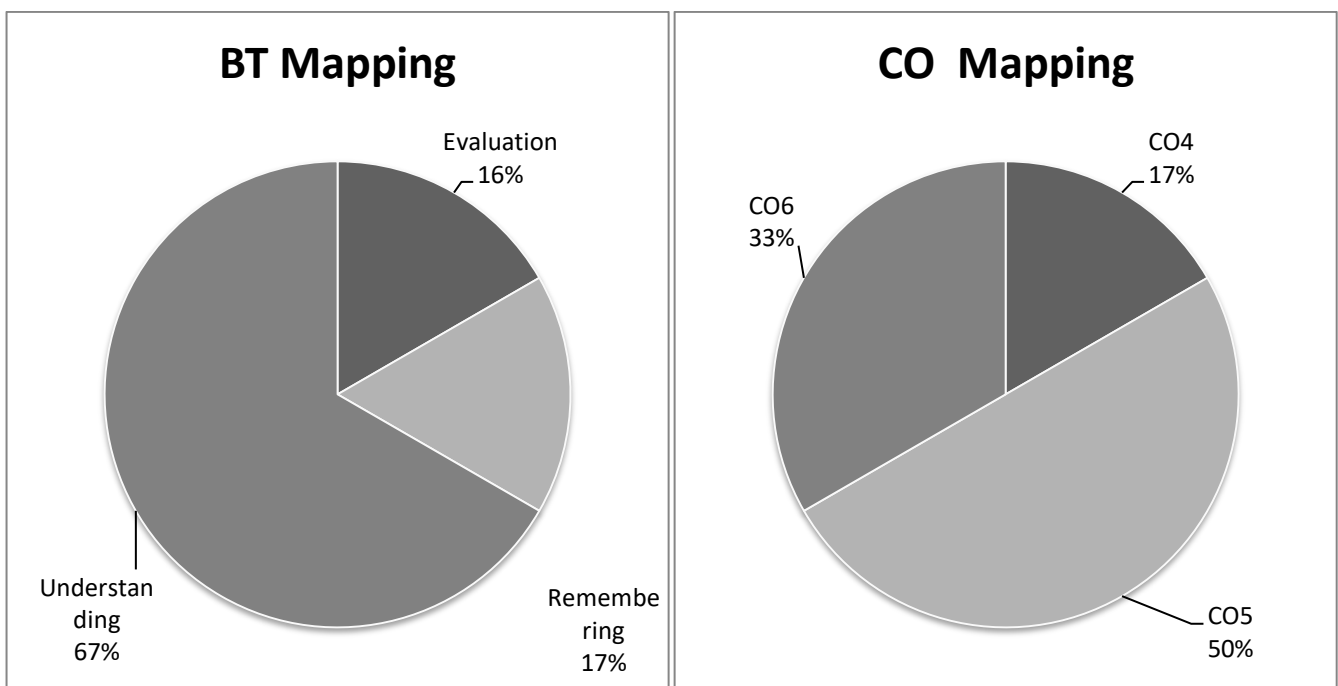 BT Mapping
Evaluation
16%
Understan
ding
67%
Remembe
ring
17%
CO Mapping
CO4
17%
CO6
33%
CO5
50%